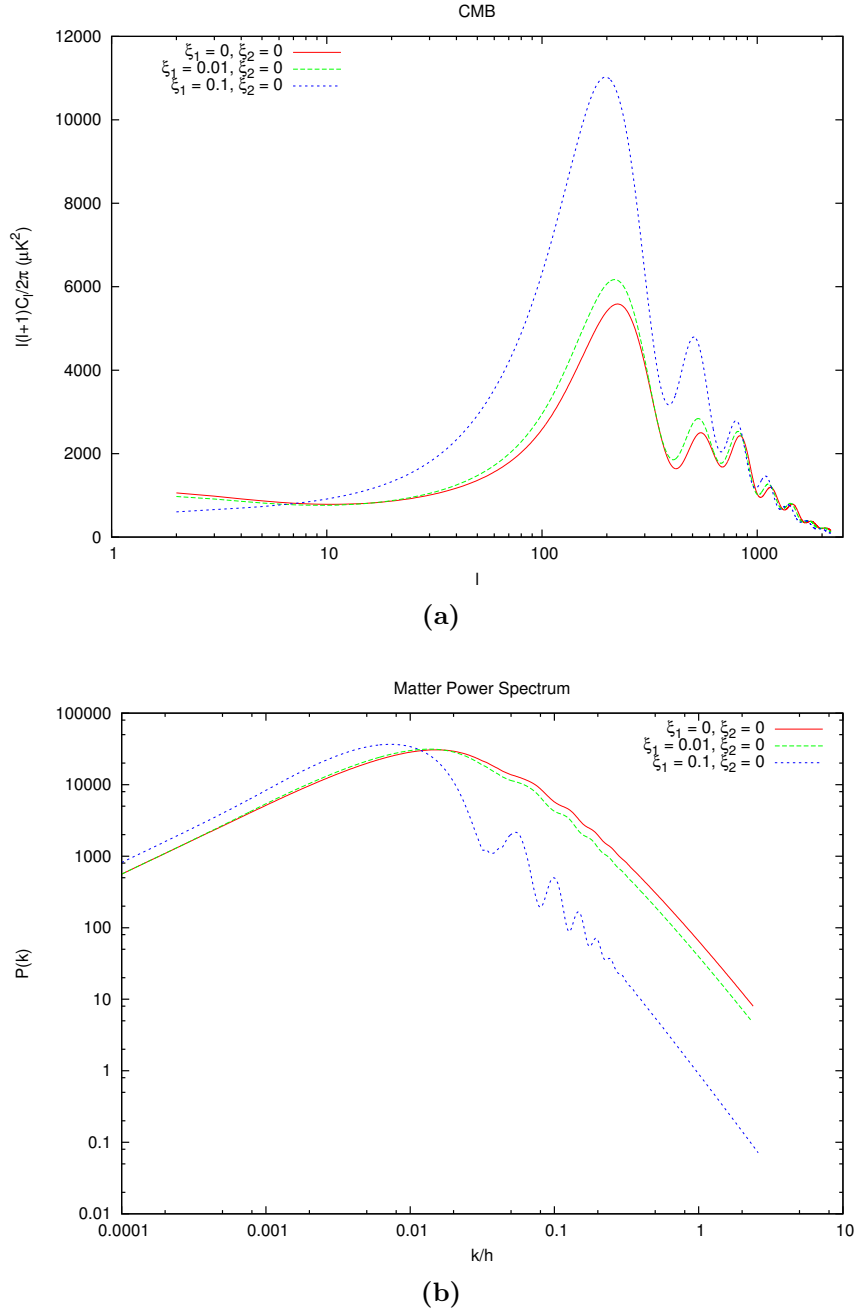 CMB
12000
10000
8000
6000
4000
2000
0
l(l+1)C_l/2π (μK²)
ξ₁ = 0, ξ₂ = 0
ξ₁ = 0.01, ξ₂ = 0
ξ₁ = 0.1, ξ₂ = 0
1 10 100 1000
l
(a)
Matter Power Spectrum
100000
10000
1000
100
10
1
0.1
0.01
P(k)
ξ₁ = 0, ξ₂ = 0
ξ₁ = 0.01, ξ₂ = 0
ξ₁ = 0.1, ξ₂ = 0
0.0001 0.001 0.01 0.1 1 10
k/h
(b)